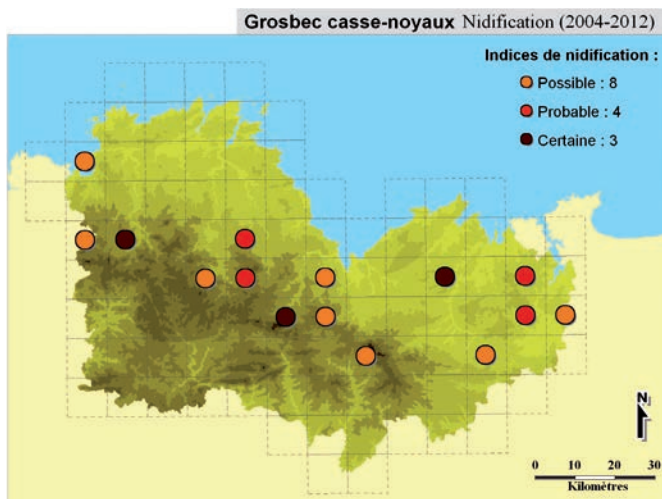 Grosbec casse-noyaux Nidification (2004-2012)
Indices de nidification :
Possible : 8
Probable : 4
Certaine : 3
N
0 10 20 30
Kilomètres